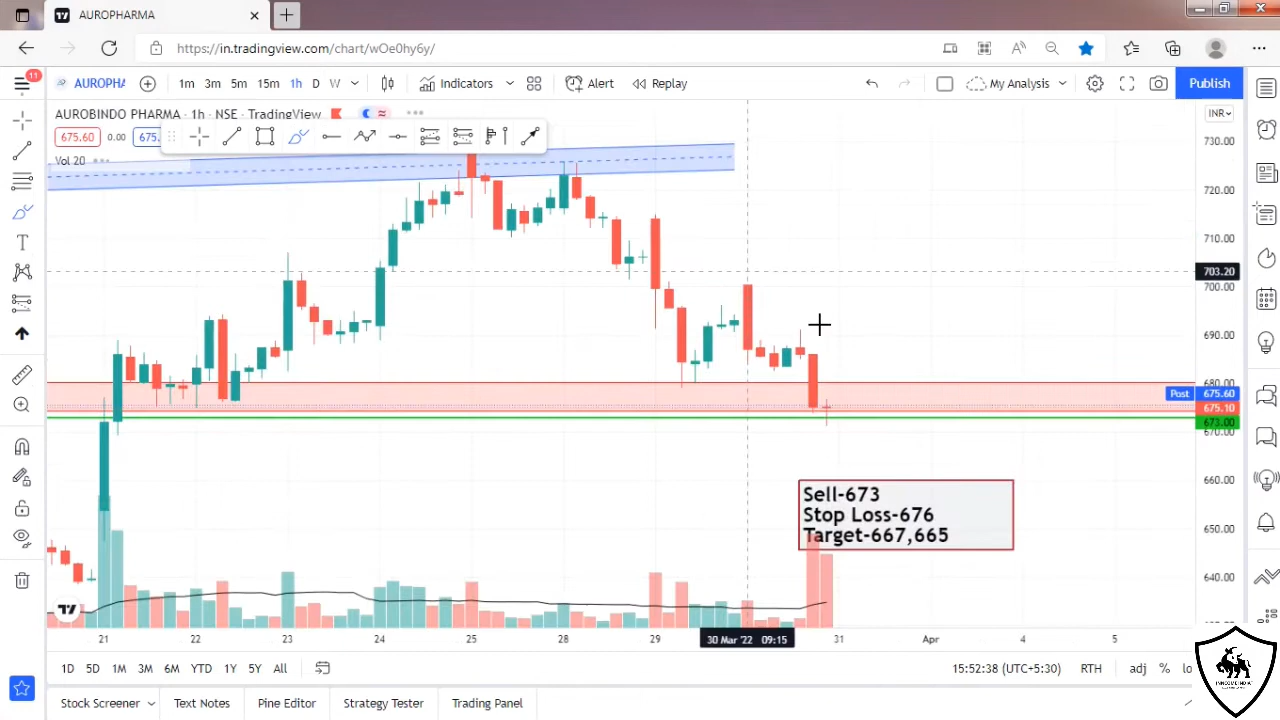 AUROPHARMA
https://in.tradingview.com/chart/wOe0hy6y/
11
AUROPHA
1m 3m 5m 15m 1h D W
Indicators
Alert
Replay
My Analysis
Publish
AUROBINDO PHARMA · 1h · NSE · TradingView
INR
675.60 0.00 675.
Vol 20
730.00
720.00
710.00
703.20
700.00
690.00
680.00
Post 675.60
675.10
673.00
670.00
660.00
650.00
640.00
Sell-673
Stop Loss-676
Target-667,665
21 22 23 24 25 28 29 30 Mar '22 09:15 31 Apr 4 5
1D 5D 1M 3M 6M YTD 1Y 5Y All
15:52:38 (UTC+5:30) RTH adj % lo
Stock Screener Text Notes Pine Editor Strategy Tester Trading Panel